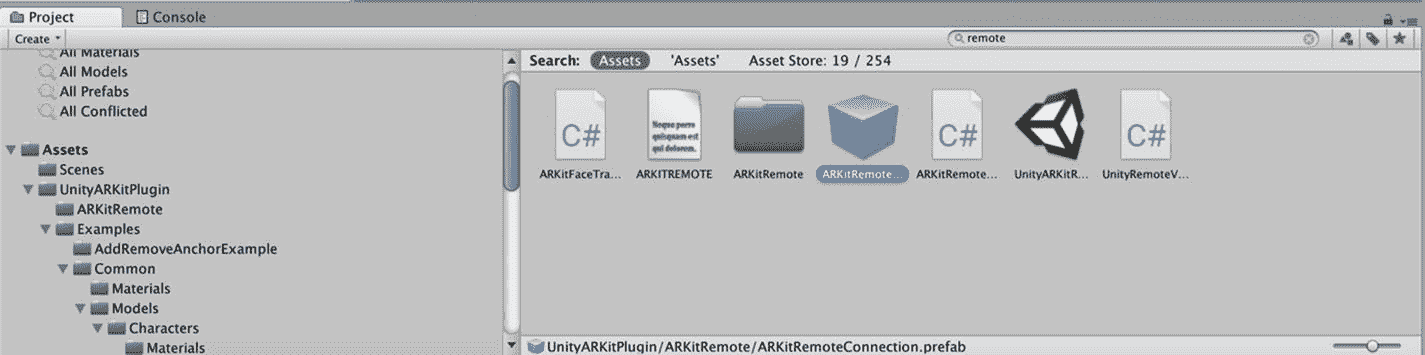 Project
Console
Create
remote
All Materials
All Models
All Prefabs
All Conflicted
Assets
Scenes
UnityARKitPlugin
ARKitRemote
Examples
AddRemoveAnchorExample
Common
Materials
Models
Characters
Materials
Search: Assets 'Assets' Asset Store: 19 / 254
C#
Neque porro
quisquam est
qui dolorem.
C#
C#
ARKitFaceTra...
ARKITREMOTE
ARKitRemote
ARKitRemote...
ARKitRemote...
UnityARKitR...
UnityRemoteV...
UnityARKitPlugin/ARKitRemote/ARKitRemoteConnection.prefab